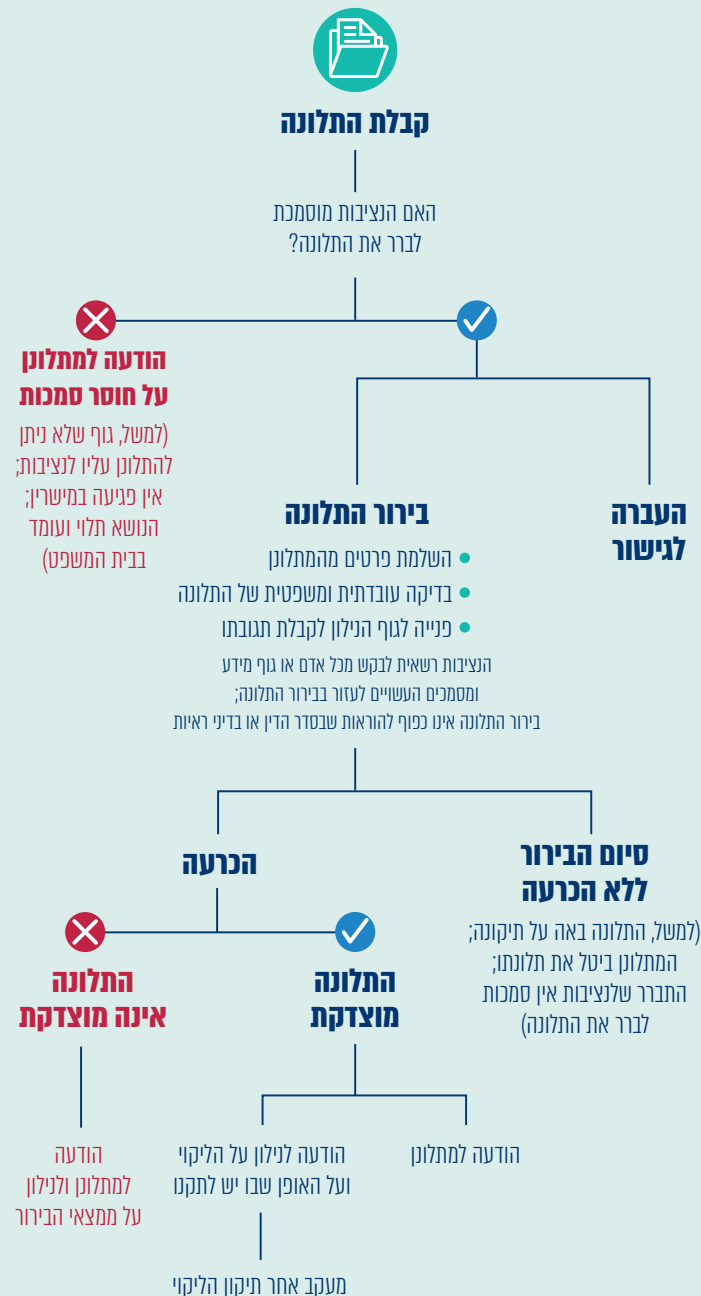 קבלת התלונה
האם הנציבות מוסמכת
לברר את התלונה?
הודעה למתלונן
על חוסר סמכות
(למשל, גוף שלא ניתן
להתלונן עליו לנציבות;
אין פגיעה במישרין;
הנושא תלוי ועומד
בבית המשפט)
העברה
לגישור
בירור התלונה
השלמת פרטים מהמתלונן
בדיקה עובדתית ומשפטית של התלונה
פנייה לגוף הנילון לקבלת תגובתו
הנציבות רשאית לבקש מכל אדם או גוף מידע
ומסמכים העשויים לעזור בבירור התלונה;
בירור התלונה אינו כפוף להוראות שבסדר הדין או בדיני ראיות
סיום הבירור
ללא הכרעה
(למשל, התלונה באה על תיקונה;
המתלונן ביטל את תלונתו;
התברר שלנציבות אין סמכות
לברר את התלונה)
הכרעה
התלונה
מוצדקת
התלונה
אינה מוצדקת
הודעה למתלונן
הודעה לנילון על הליקוי
ועל האופן שבו יש לתקנו
מעקב אחר תיקון הליקוי
הודעה
למתלונן ולנילון
על ממצאי הבירור